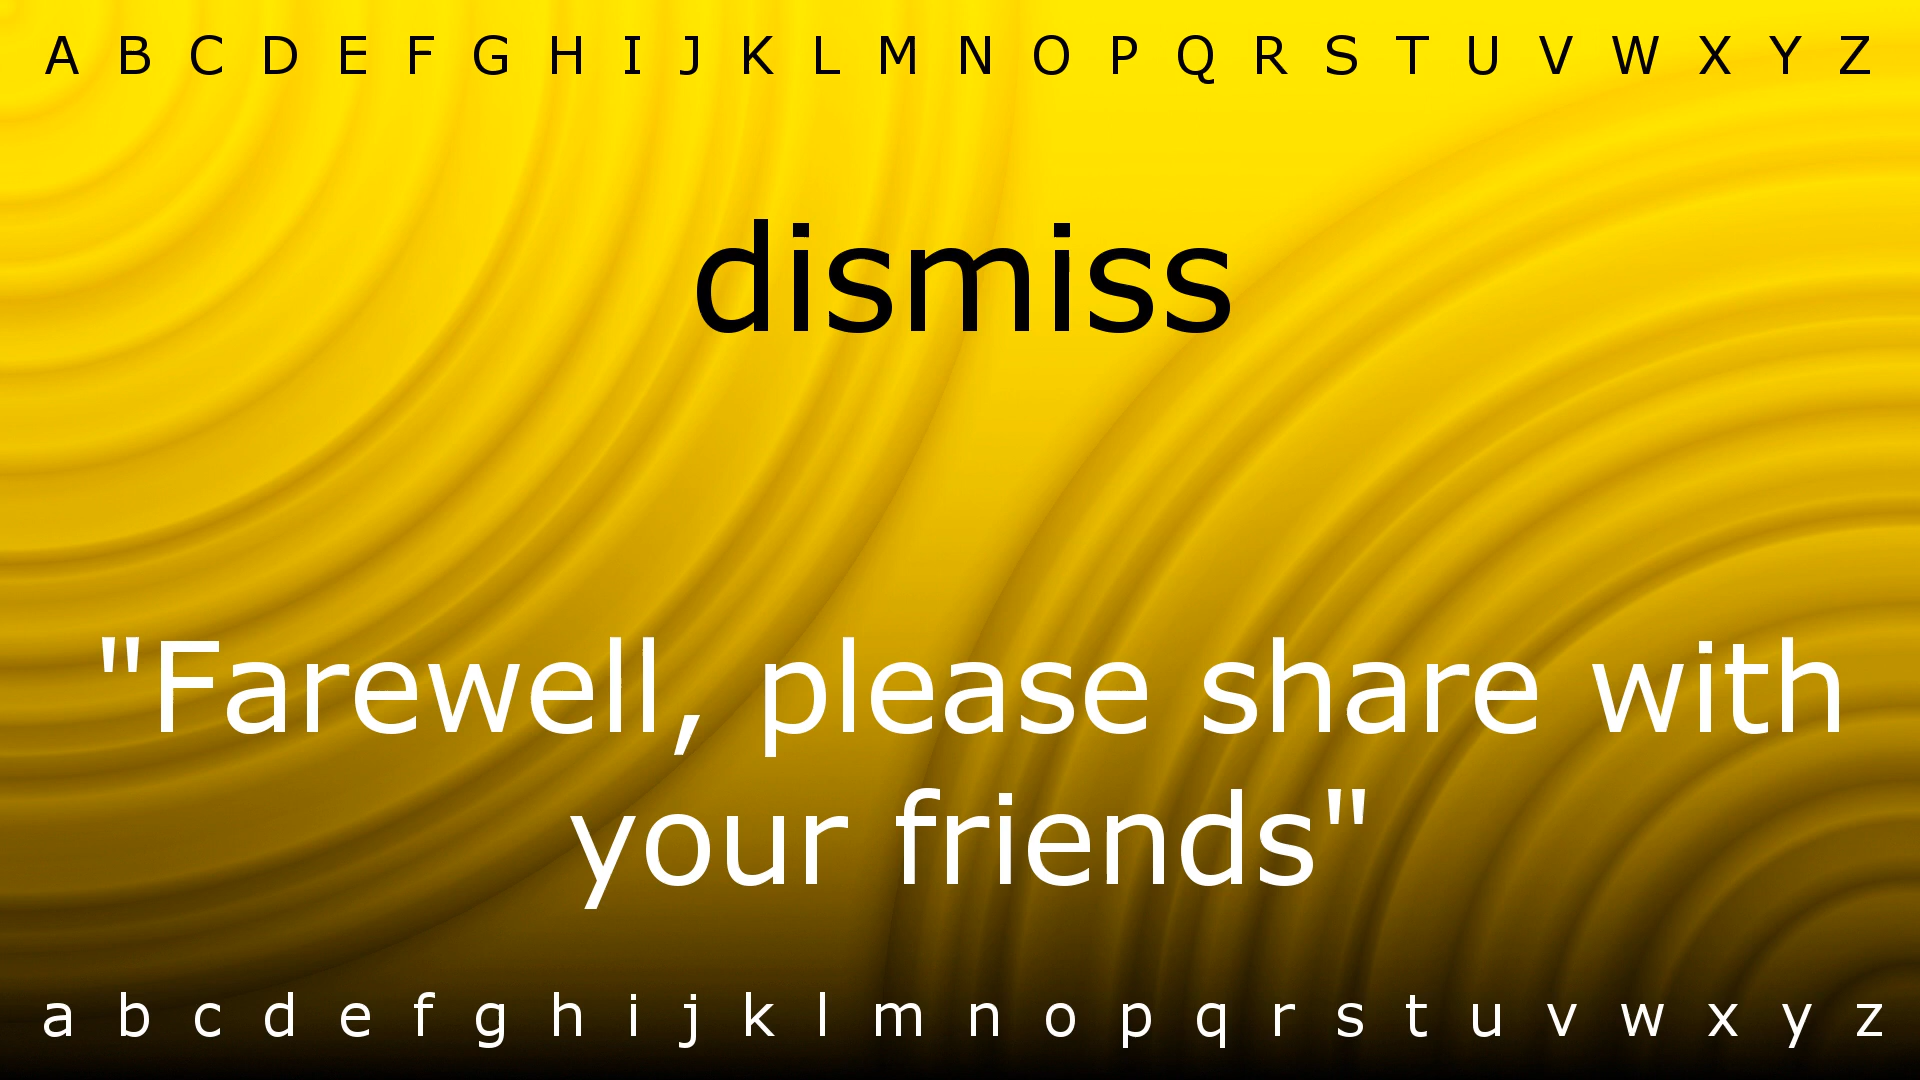 A B C D E F G H I J K L M N O P Q R S T U V W X Y Z
dismiss
"Farewell, please share with
your friends"
a b c d e f g h i j k l m n o p q r s t u v w x y z